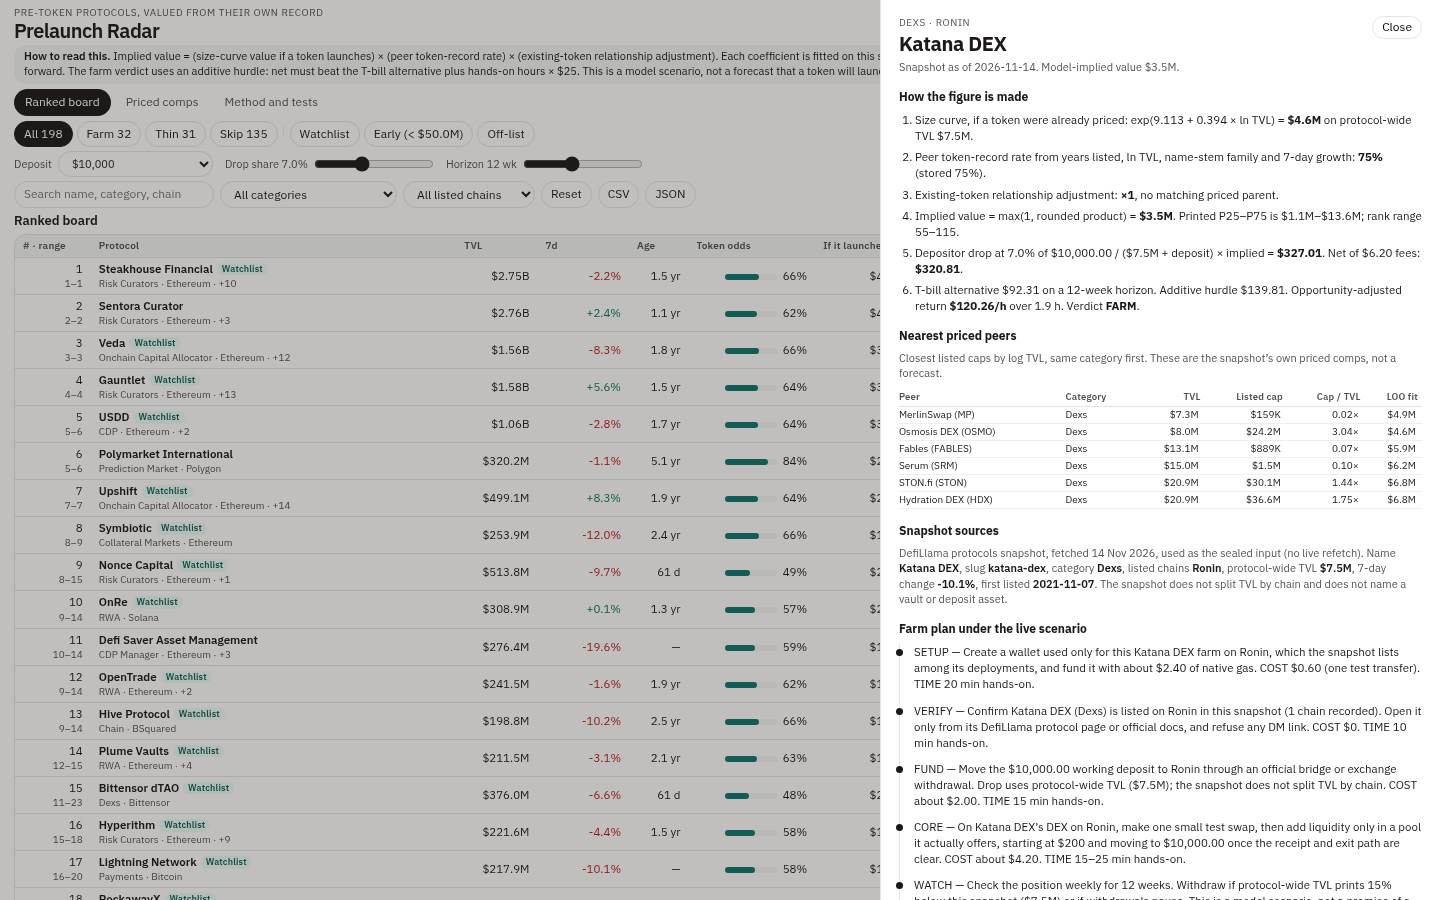 PRE-TOKEN PROTOCOLS, VALUED FROM THEIR OWN RECORD
Prelaunch Radar
How to read this. Implied value = (size-curve value if a token launches) × (peer token-record rate) × (existing-token relationship adjustment). Each coefficient is fitted on this s
forward. The farm verdict uses an additive hurdle: net must beat the T-bill alternative plus hands-on hours × $25. This is a model scenario, not a forecast that a token will laun
Ranked board Priced comps Method and tests
All 198 Farm 32 Thin 31 Skip 135 Watchlist Early (< $50.0M) Off-list
Deposit $10,000 Drop share 7.0% Horizon 12 wk
Search name, category, chain All categories All listed chains Reset CSV JSON
Ranked board
# · range Protocol TVL 7d Age Token odds If it launche
1 Steakhouse Financial Watchlist $2.75B -2.2% 1.5 yr 66% $4
1–1 Risk Curators · Ethereum · +10
2 Sentora Curator $2.76B +2.4% 1.1 yr 62% $4
2–2 Risk Curators · Ethereum · +3
3 Veda Watchlist $1.56B -8.3% 1.8 yr 66% $3
3–3 Onchain Capital Allocator · Ethereum · +12
4 Gauntlet Watchlist $1.58B +5.6% 1.5 yr 64% $3
4–4 Risk Curators · Ethereum · +13
5 USDD Watchlist $1.06B -2.8% 1.7 yr 64% $2
5–6 CDP · Ethereum · +2
6 Polymarket International $320.2M -1.1% 5.1 yr 84% $2
5–6 Prediction Market · Polygon
7 Upshift Watchlist $499.1M +8.3% 1.9 yr 64% $2
7–7 Onchain Capital Allocator · Ethereum · +14
8 Symbiotic Watchlist $253.9M -12.0% 2.4 yr 66% $1
8–9 Collateral Markets · Ethereum
9 Nonce Capital Watchlist $513.8M -9.7% 61 d 49% $2
8–15 Risk Curators · Ethereum · +1
10 OnRe Watchlist $308.9M +0.1% 1.3 yr 57% $2
9–14 RWA · Solana
11 Defi Saver Asset Management $276.4M -19.6% — 59% $1
10–14 CDP Manager · Ethereum · +3
12 OpenTrade Watchlist $241.5M -1.6% 1.9 yr 62% $1
9–14 RWA · Ethereum · +2
13 Hive Protocol Watchlist $198.8M -10.2% 2.5 yr 66% $1
9–14 Chain · BSquared
14 Plume Vaults Watchlist $211.5M -3.1% 2.1 yr 63% $1
12–15 RWA · Ethereum · +4
15 Bittensor dTAO Watchlist $376.0M -6.6% 61 d 48% $2
11–23 Dexs · Bittensor
16 Hyperithm Watchlist $221.6M -4.4% 1.5 yr 58% $1
15–18 Risk Curators · Ethereum · +9
17 Lightning Network Watchlist $217.9M -10.1% — 58% $1
16–20 Payments · Bitcoin
18 RockawayX Watchlist
DEXS · RONIN
Close
Katana DEX
Snapshot as of 2026-11-14. Model-implied value $3.5M.
How the figure is made
1. Size curve, if a token were already priced: exp(9.113 + 0.394 × ln TVL) = $4.6M on protocol-wide
TVL $7.5M.
2. Peer token-record rate from years listed, ln TVL, name-stem family and 7-day growth: 75%
(stored 75%).
3. Existing-token relationship adjustment: ×1, no matching priced parent.
4. Implied value = max(1, rounded product) = $3.5M. Printed P25–P75 is $1.1M–$13.6M; rank range
55–115.
5. Depositor drop at 7.0% of $10,000.00 / ($7.5M + deposit) × implied = $327.01. Net of $6.20 fees:
$320.81.
6. T-bill alternative $92.31 on a 12-week horizon. Additive hurdle $139.81. Opportunity-adjusted
return $120.26/h over 1.9 h. Verdict FARM.
Nearest priced peers
Closest listed caps by log TVL, same category first. These are the snapshot's own priced comps, not a
forecast.
Peer Category TVL Listed cap Cap / TVL LOO fit
MerlinSwap (MP) Dexs $7.3M $159K 0.02× $4.9M
Osmosis DEX (OSMO) Dexs $8.0M $24.2M 3.04× $4.6M
Fables (FABLES) Dexs $13.1M $889K 0.07× $5.9M
Serum (SRM) Dexs $15.0M $1.5M 0.10× $6.2M
STON.fi (STON) Dexs $20.9M $30.1M 1.44× $6.8M
Hydration DEX (HDX) Dexs $20.9M $36.6M 1.75× $6.8M
Snapshot sources
DefiLlama protocols snapshot, fetched 14 Nov 2026, used as the sealed input (no live refetch). Name
Katana DEX, slug katana-dex, category Dexs, listed chains Ronin, protocol-wide TVL $7.5M, 7-day
change -10.1%, first listed 2021-11-07. The snapshot does not split TVL by chain and does not name a
vault or deposit asset.
Farm plan under the live scenario
SETUP — Create a wallet used only for this Katana DEX farm on Ronin, which the snapshot lists
among its deployments, and fund it with about $2.40 of native gas. COST $0.60 (one test transfer).
TIME 20 min hands-on.
VERIFY — Confirm Katana DEX (Dexs) is listed on Ronin in this snapshot (1 chain recorded). Open it
only from its DefiLlama protocol page or official docs, and refuse any DM link. COST $0. TIME 10
min hands-on.
FUND — Move the $10,000.00 working deposit to Ronin through an official bridge or exchange
withdrawal. Drop uses protocol-wide TVL ($7.5M); the snapshot does not split TVL by chain. COST
about $2.00. TIME 15 min hands-on.
CORE — On Katana DEX's DEX on Ronin, make one small test swap, then add liquidity only in a pool
it actually offers, starting at $200 and moving to $10,000.00 once the receipt and exit path are
clear. COST about $4.20. TIME 15–25 min hands-on.
WATCH — Check the position weekly for 12 weeks. Withdraw if protocol-wide TVL prints 15%